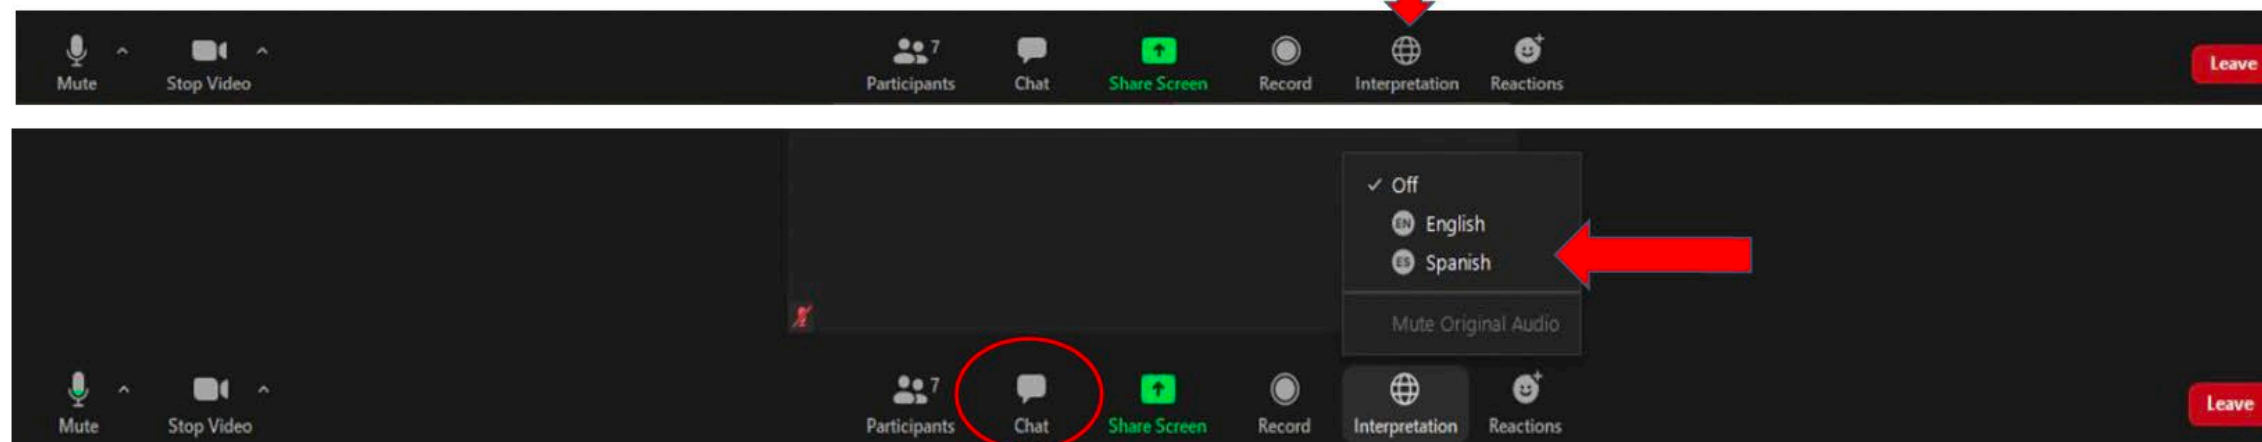 7
Mute Stop Video Participants Chat Share Screen Record Interpretation Reactions Leave
Off
EN English
ES Spanish
Mute Original Audio
7
Mute Stop Video Participants Chat Share Screen Record Interpretation Reactions Leave